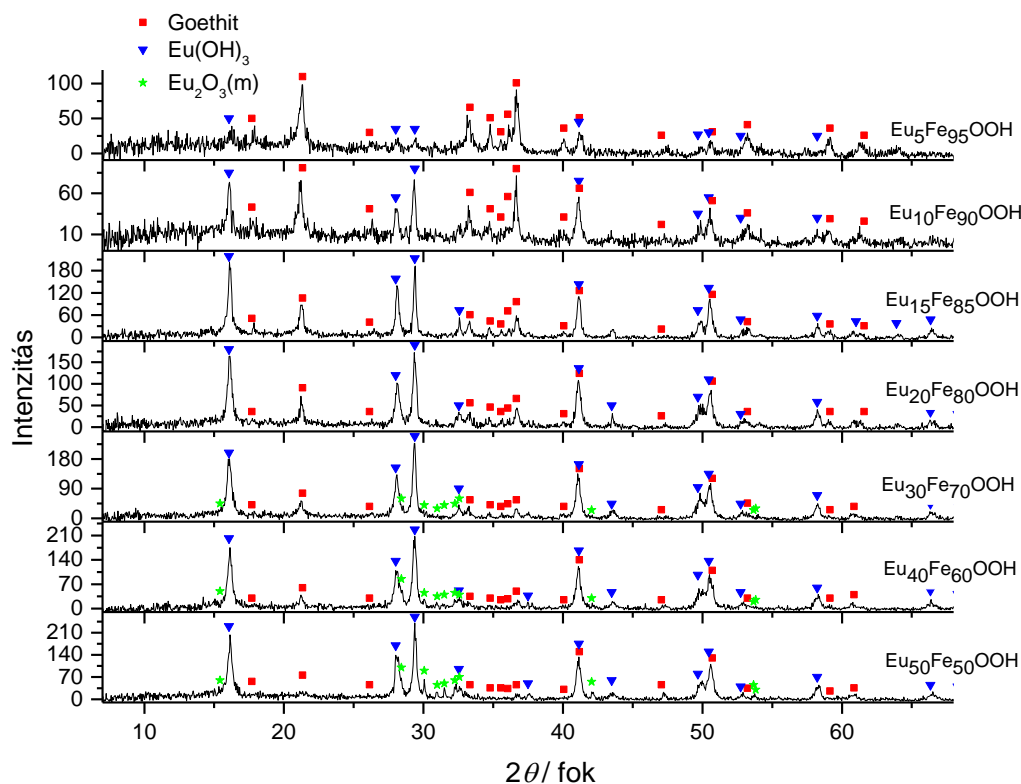 Goethit
Eu(OH)3
Eu2O3(m)
100
50
0
Eu5Fe95OOH
60
10
Eu10Fe90OOH
180
120
60
0
Eu15Fe85OOH
150
100
50
0
Eu20Fe80OOH
180
90
0
Eu30Fe70OOH
210
140
70
0
Eu40Fe60OOH
210
140
70
0
Eu50Fe50OOH
10 20 30 40 50 60
Intenzitás
2θ/ fok